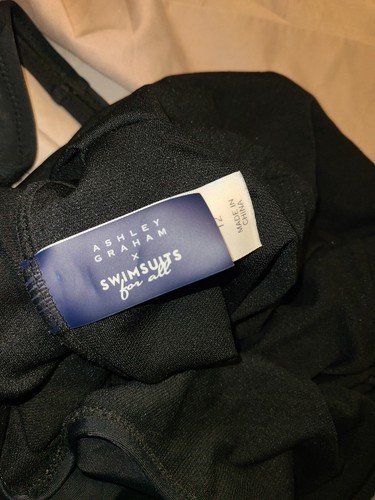 ASHLEY
GRAHAM
X
SWIMSUITS
for all
12
MADE IN
CHINA